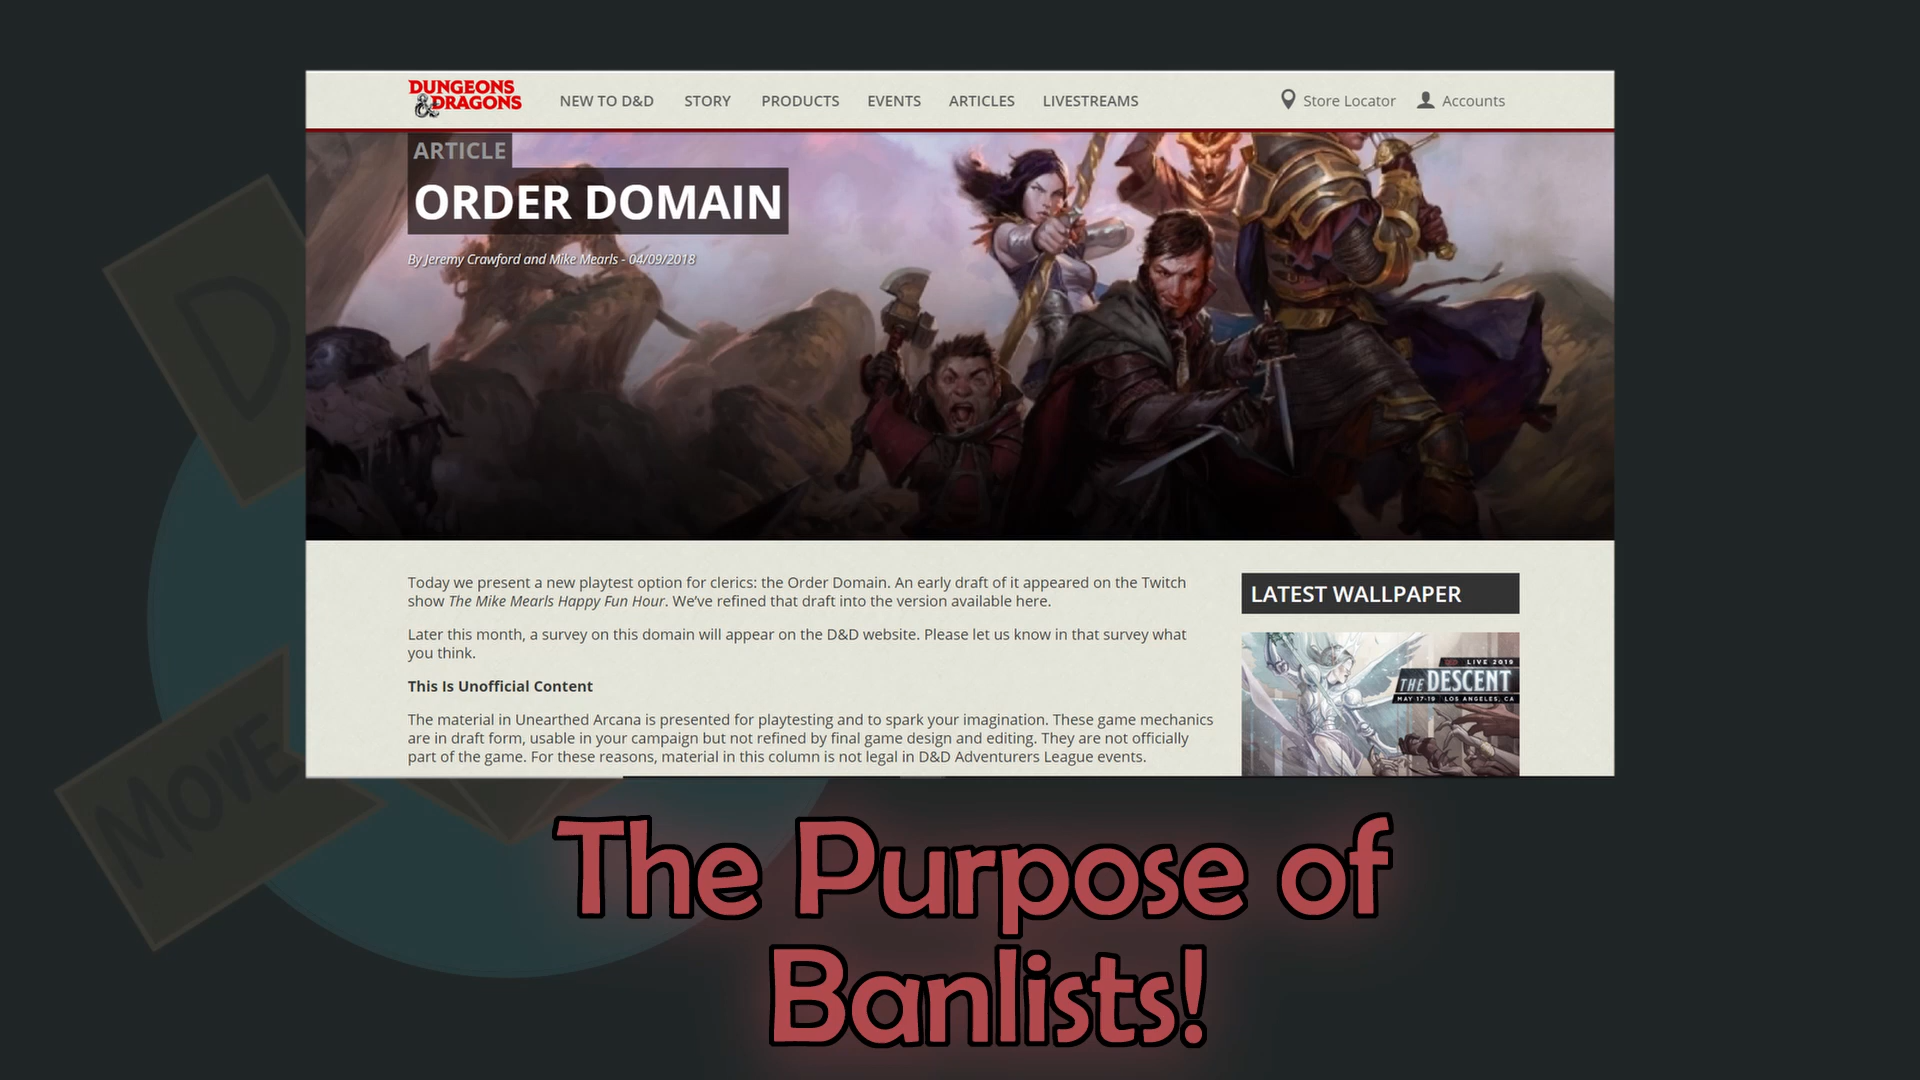 DUNGEONS
&DRAGONS
NEW TO D&D STORY PRODUCTS EVENTS ARTICLES LIVESTREAMS Store Locator Accounts
ARTICLE
ORDER DOMAIN
By Jeremy Crawford and Mike Mearls - 04/09/2018
Today we present a new playtest option for clerics: the Order Domain. An early draft of it appeared on the Twitch
show The Mike Mearls Happy Fun Hour. We’ve refined that draft into the version available here.
Later this month, a survey on this domain will appear on the D&D website. Please let us know in that survey what
you think.
This Is Unofficial Content
The material in Unearthed Arcana is presented for playtesting and to spark your imagination. These game mechanics
are in draft form, usable in your campaign but not refined by final game design and editing. They are not officially
part of the game. For these reasons, material in this column is not legal in D&D Adventurers League events.
LATEST WALLPAPER
D&D LIVE 2019
THE DESCENT
MAY 17-19 LOS ANGELES, CA
D
MOVE
The Purpose of
Banlists!